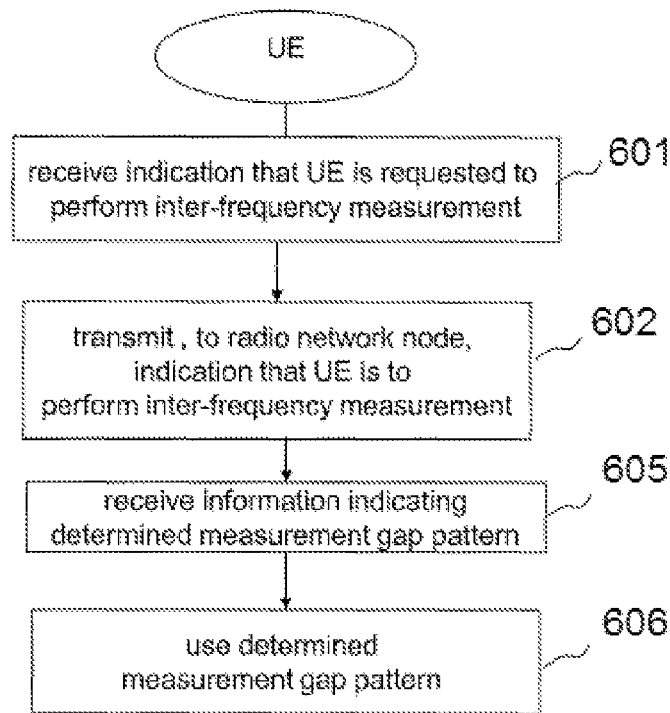 UE
receive indication that UE is requested to
perform inter-frequency measurement
601
transmit, to radio network node,
indication that UE is to
perform inter-frequency measurement
602
receive information indicating
determined measurement gap pattern
605
use determined
measurement gap pattern
606